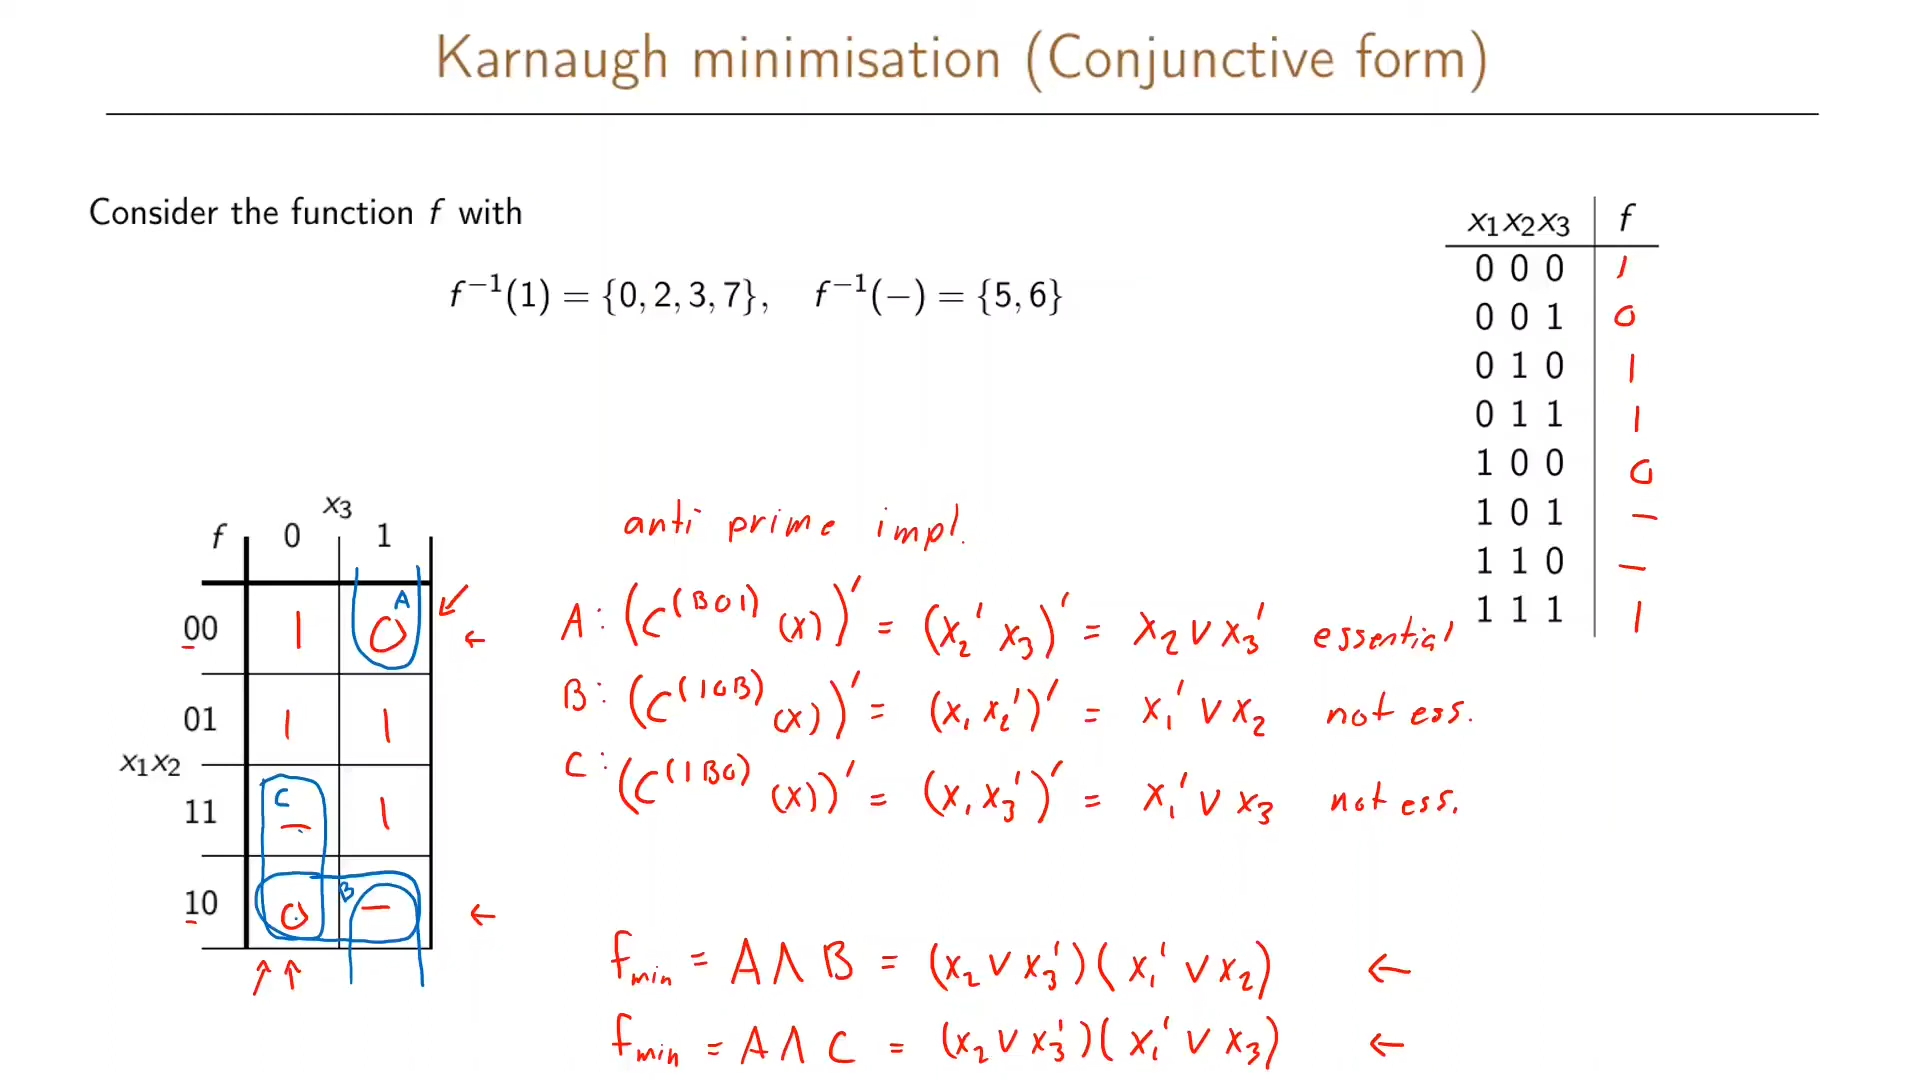 Karnaugh minimisation (Conjunctive form)
Consider the function f with
f⁻¹(1) = {0, 2, 3, 7}, f⁻¹(−) = {5, 6}
x₁x₂x₃ f
0 0 0 1
0 0 1 0
0 1 0 1
0 1 1 1
1 0 0 0
1 0 1 −
1 1 0 −
1 1 1 1
x₃
f 0 1
00 1 0 A ←
01 1 1
x₁x₂
11 C − 1
10 0 B − ←
↑ ↑
anti prime impl.
A: (C^(B01)(x))' = (x₂' x₃)' = x₂ ∨ x₃' essential
B: (C^(10B)(x))' = (x₁ x₂')' = x₁' ∨ x₂ not ess.
C: (C^(1B0)(x))' = (x₁ x₃')' = x₁' ∨ x₃ not ess.
f_min = A ∧ B = (x₂ ∨ x₃')(x₁' ∨ x₂) ←
f_min = A ∧ C = (x₂ ∨ x₃')(x₁' ∨ x₃) ←